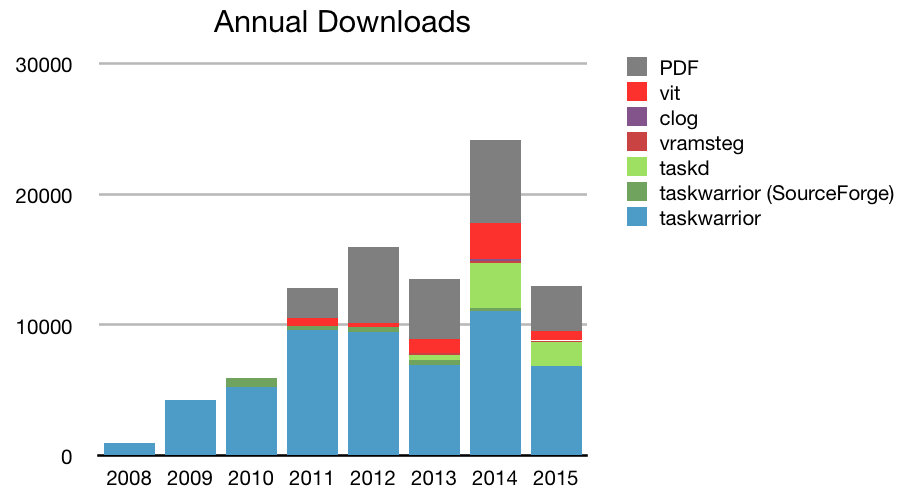 Annual Downloads
30000
20000
10000
0
2008 2009 2010 2011 2012 2013 2014 2015
PDF
vit
clog
vramsteg
taskd
taskwarrior (SourceForge)
taskwarrior